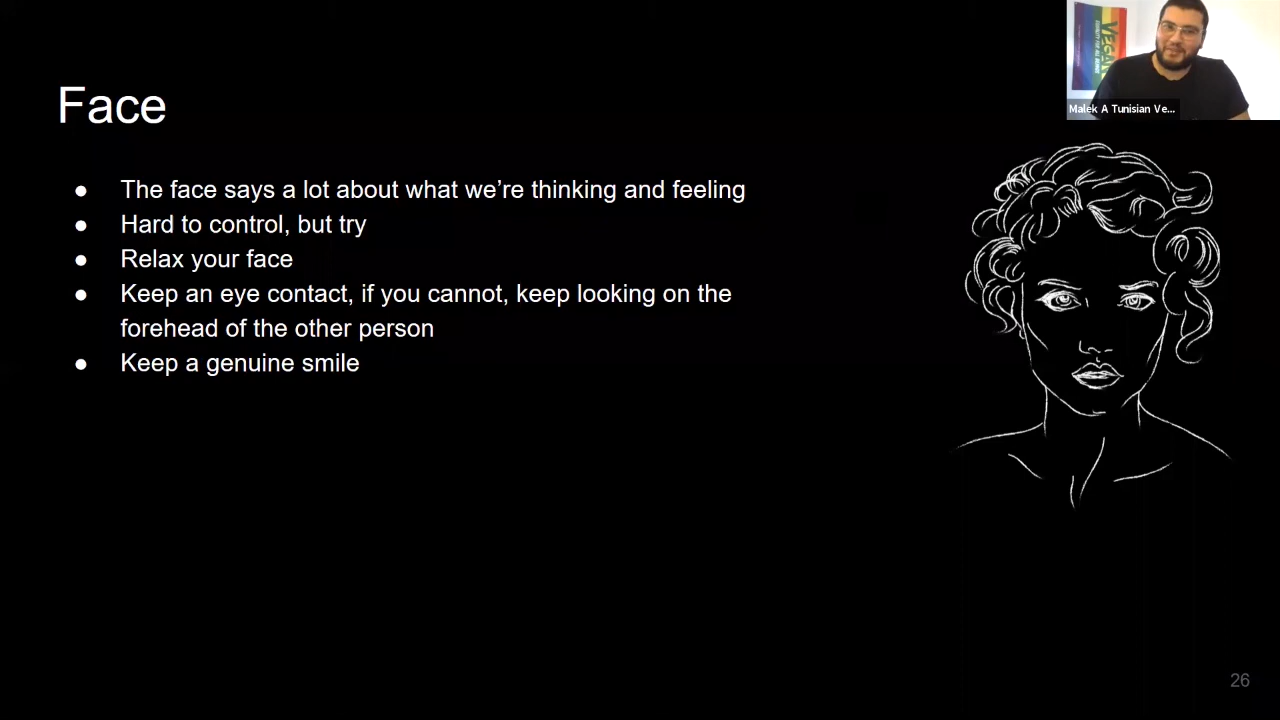 Face
● The face says a lot about what we’re thinking and feeling
● Hard to control, but try
● Relax your face
● Keep an eye contact, if you cannot, keep looking on the
forehead of the other person
● Keep a genuine smile
Malek A Tunisian Ve...
26